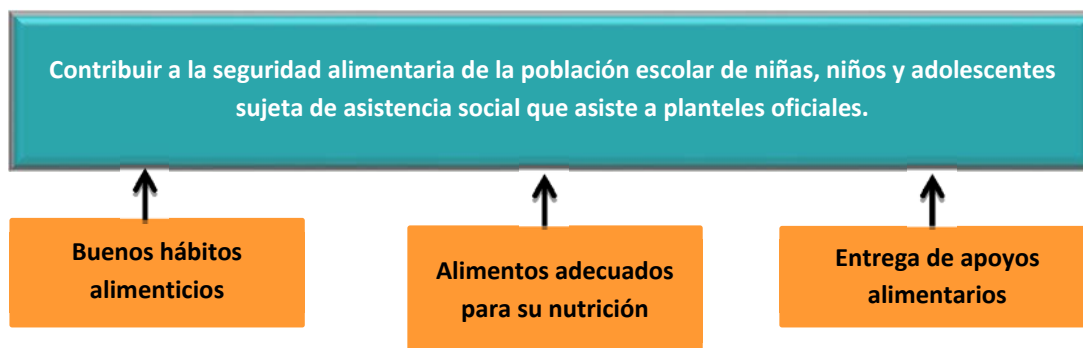 Contribuir a la seguridad alimentaria de la población escolar de niñas, niños y adolescentes
sujeta de asistencia social que asiste a planteles oficiales.
Buenos hábitos
alimenticios
Alimentos adecuados
para su nutrición
Entrega de apoyos
alimentarios